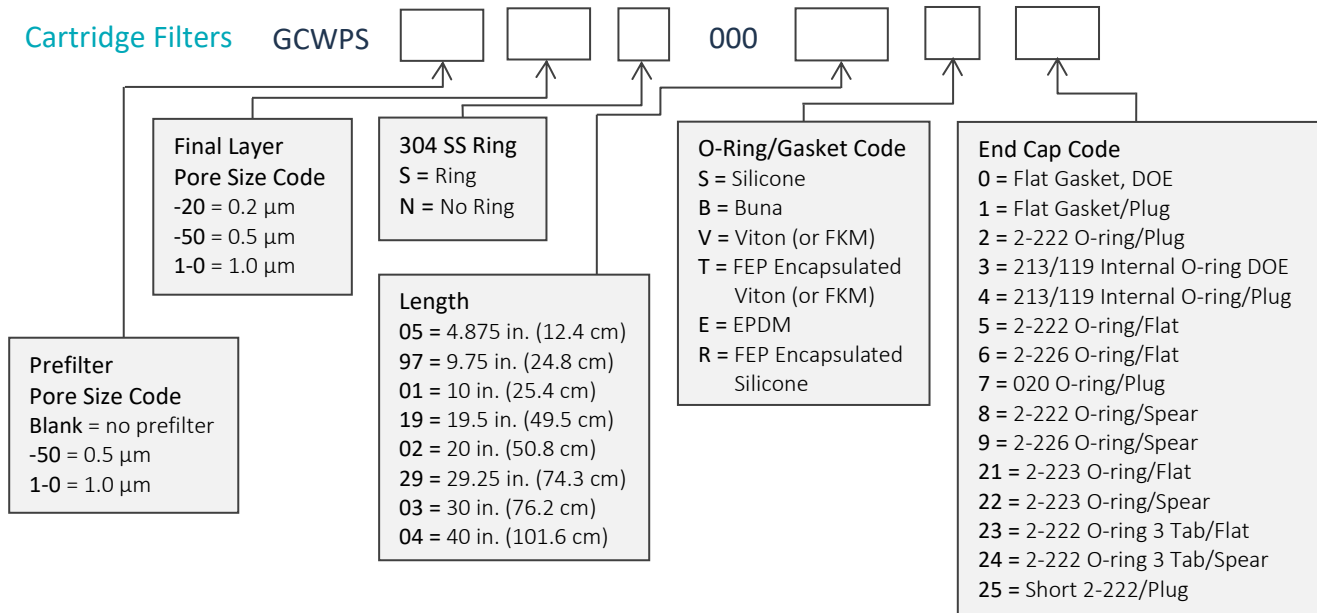 Cartridge Filters GCWPS 000
Final Layer
Pore Size Code
-20 = 0.2 µm
-50 = 0.5 µm
1-0 = 1.0 µm
304 SS Ring
S = Ring
N = No Ring
O-Ring/Gasket Code
S = Silicone
B = Buna
V = Viton (or FKM)
T = FEP Encapsulated
Viton (or FKM)
E = EPDM
R = FEP Encapsulated
Silicone
End Cap Code
0 = Flat Gasket, DOE
1 = Flat Gasket/Plug
2 = 2-222 O-ring/Plug
3 = 213/119 Internal O-ring DOE
4 = 213/119 Internal O-ring/Plug
5 = 2-222 O-ring/Flat
6 = 2-226 O-ring/Flat
7 = 020 O-ring/Plug
8 = 2-222 O-ring/Spear
9 = 2-226 O-ring/Spear
21 = 2-223 O-ring/Flat
22 = 2-223 O-ring/Spear
23 = 2-222 O-ring 3 Tab/Flat
24 = 2-222 O-ring 3 Tab/Spear
25 = Short 2-222/Plug
Length
05 = 4.875 in. (12.4 cm)
97 = 9.75 in. (24.8 cm)
01 = 10 in. (25.4 cm)
19 = 19.5 in. (49.5 cm)
02 = 20 in. (50.8 cm)
29 = 29.25 in. (74.3 cm)
03 = 30 in. (76.2 cm)
04 = 40 in. (101.6 cm)
Prefilter
Pore Size Code
Blank = no prefilter
-50 = 0.5 µm
1-0 = 1.0 µm